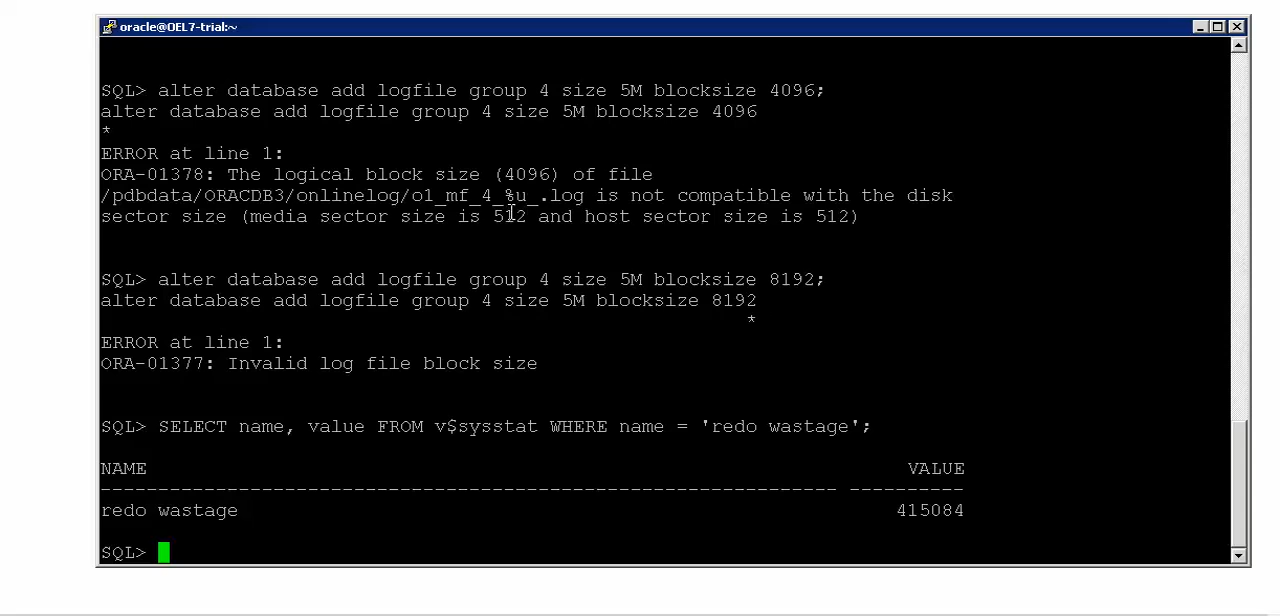 oracle@OEL7-trial:~
SQL> alter database add logfile group 4 size 5M blocksize 4096;
alter database add logfile group 4 size 5M blocksize 4096
*
ERROR at line 1:
ORA-01378: The logical block size (4096) of file
/pdbdata/ORACDB3/onlinelog/o1_mf_4_%u_.log is not compatible with the disk
sector size (media sector size is 512 and host sector size is 512)
SQL> alter database add logfile group 4 size 5M blocksize 8192;
alter database add logfile group 4 size 5M blocksize 8192
*
ERROR at line 1:
ORA-01377: Invalid log file block size
SQL> SELECT name, value FROM v$sysstat WHERE name = 'redo wastage';
NAME VALUE
---------------------------------------------------------------- ----------
redo wastage 415084
SQL>